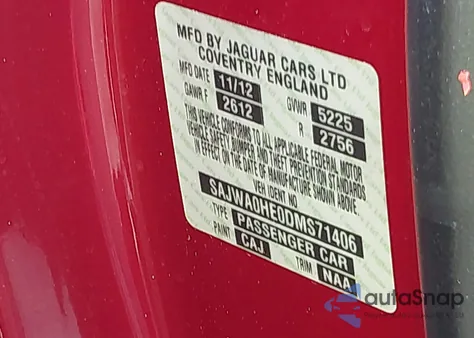 MFD BY JAGUAR CARS LTD
COVENTRY ENGLAND
MFD DATE 11/12
GAWR F 2612 GVWR 5225
R 2756
THIS VEHICLE CONFORMS TO ALL APPLICABLE FEDERAL MOTOR
VEHICLE SAFETY, BUMPER, AND THEFT PREVENTION STANDARDS
IN EFFECT ON THE DATE OF MANUFACTURE SHOWN ABOVE.
VEH IDENT NO
SAJWA0HE0DMS71406
TYPE PASSENGER CAR
PAINT CAJ TRIM NAA
autoSnap